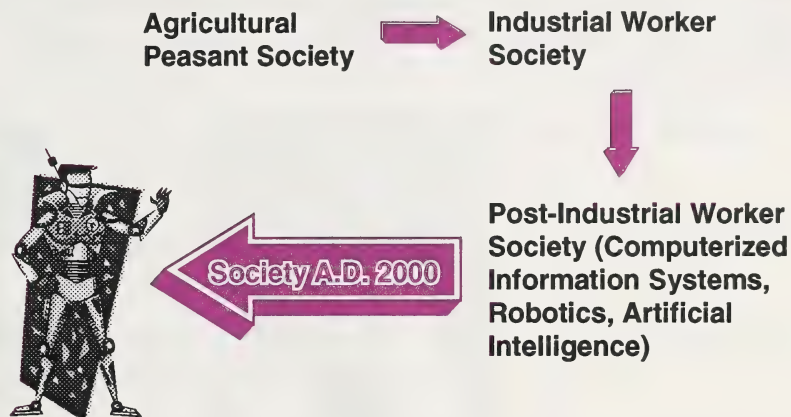 Agricultural
Peasant Society
Industrial Worker
Society
Post-Industrial Worker
Society (Computerized
Information Systems,
Robotics, Artificial
Intelligence)
Society A.D. 2000